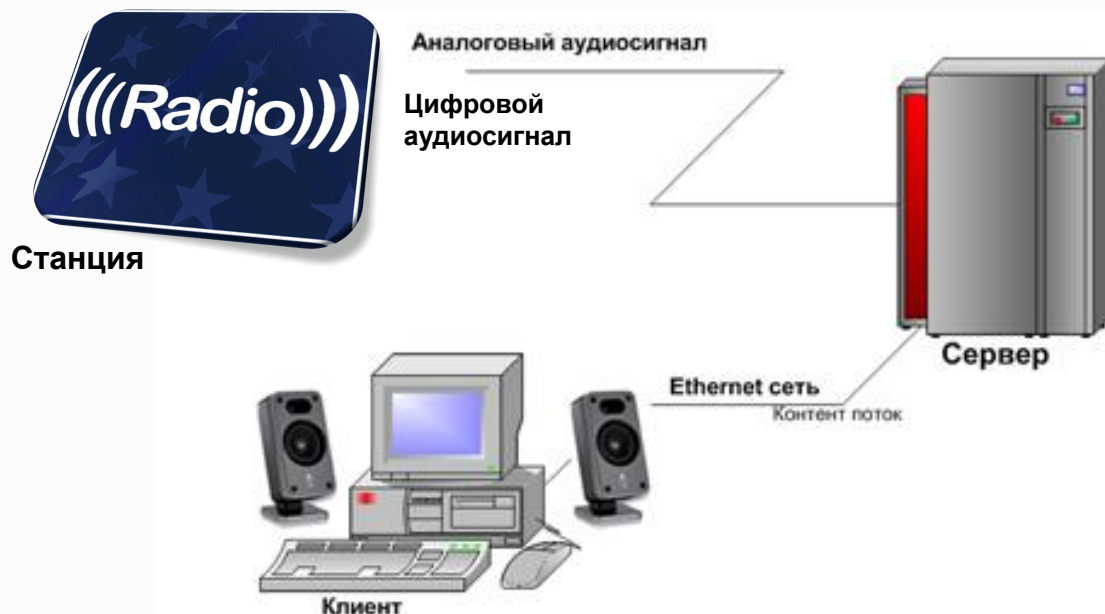 (((Radio)))
Аналоговый аудиосигнал
Цифровой
аудиосигнал
Станция
Сервер
Ethernet сеть
Контент поток
Клиент